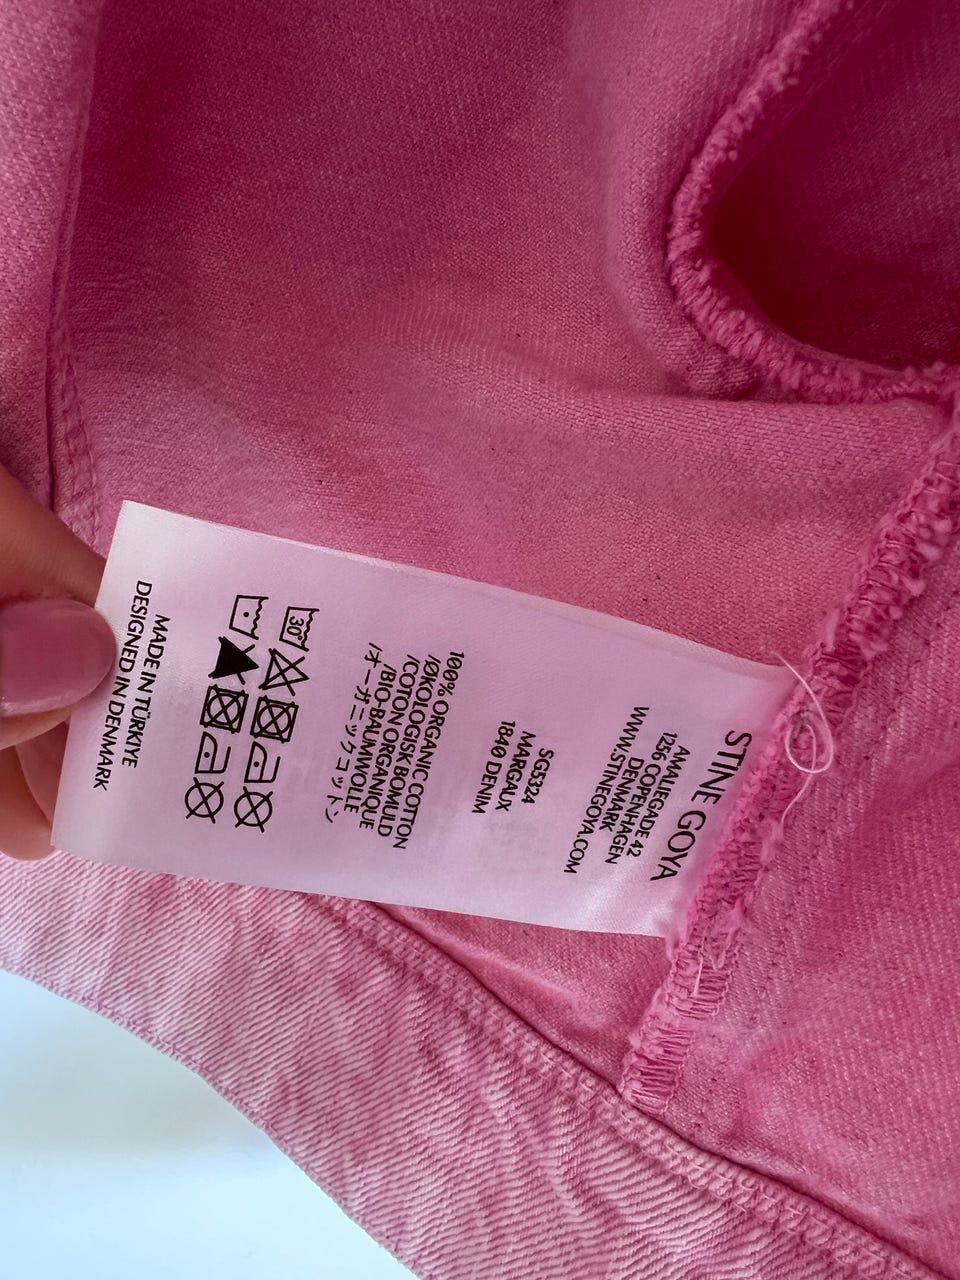 STINE GOYA
AMALIEGADE 42
1256 COPENHAGEN
DENMARK
WWW.STINEGOYA.COM
SG5324
MARGAUX
1840 DENIM
100% ORGANIC COTTON
/ØKOLOGISK BOMULD
/COTON ORGANIQUE
/BIO-BAUMWOLLE
/オーガニックコットン
30°
MADE IN TÜRKIYE
DESIGNED IN DENMARK